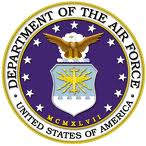 DEPARTMENT OF THE AIR FORCE
MCMXLVII
UNITED STATES OF AMERICA